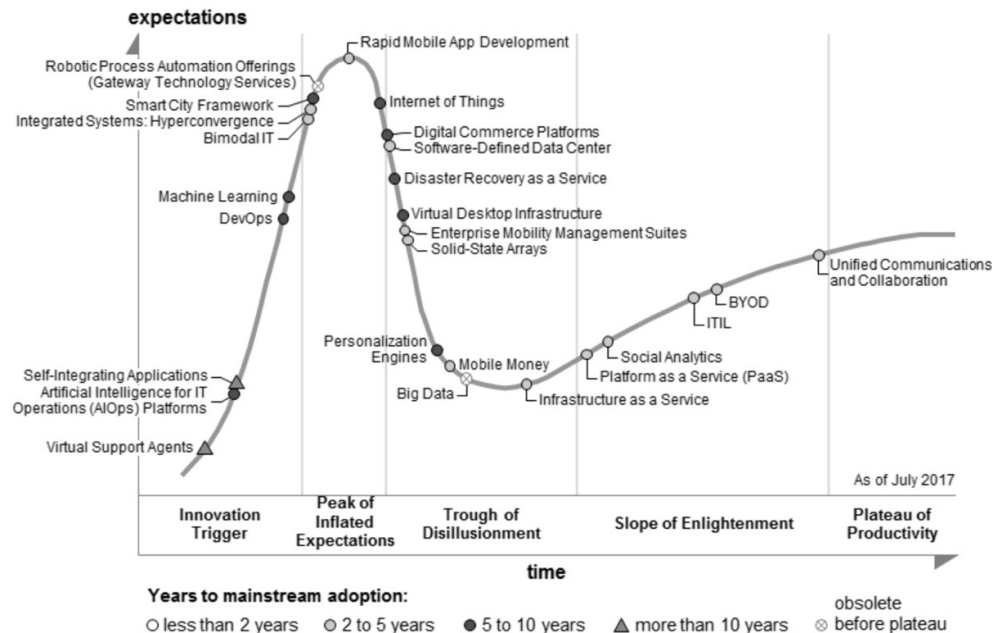 expectations
Rapid Mobile App Development
Robotic Process Automation Offerings
(Gateway Technology Services)
Smart City Framework
Integrated Systems: Hyperconvergence
Bimodal IT
Machine Learning
DevOps
Self-Integrating Applications
Artificial Intelligence for IT
Operations (AIOps) Platforms
Virtual Support Agents
Internet of Things
Digital Commerce Platforms
Software-Defined Data Center
Disaster Recovery as a Service
Virtual Desktop Infrastructure
Enterprise Mobility Management Suites
Solid-State Arrays
Personalization
Engines
Mobile Money
Big Data
Infrastructure as a Service
Platform as a Service (PaaS)
Social Analytics
ITIL
BYOD
Unified Communications
and Collaboration
As of July 2017
Innovation
Trigger
Peak of
Inflated
Expectations
Trough of
Disillusionment
Slope of Enlightenment
Plateau of
Productivity
time
Years to mainstream adoption:
less than 2 years
2 to 5 years
5 to 10 years
more than 10 years
obsolete
before plateau